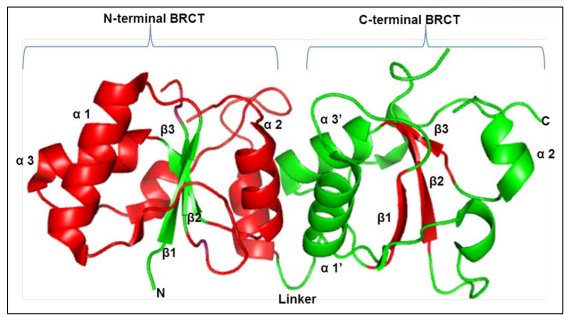 N-terminal BRCT
C-terminal BRCT
α 1
β3
α 2
α 3
β2
β1
N
Linker
α 3’
β3
C
α 2
β2
β1
α 1’